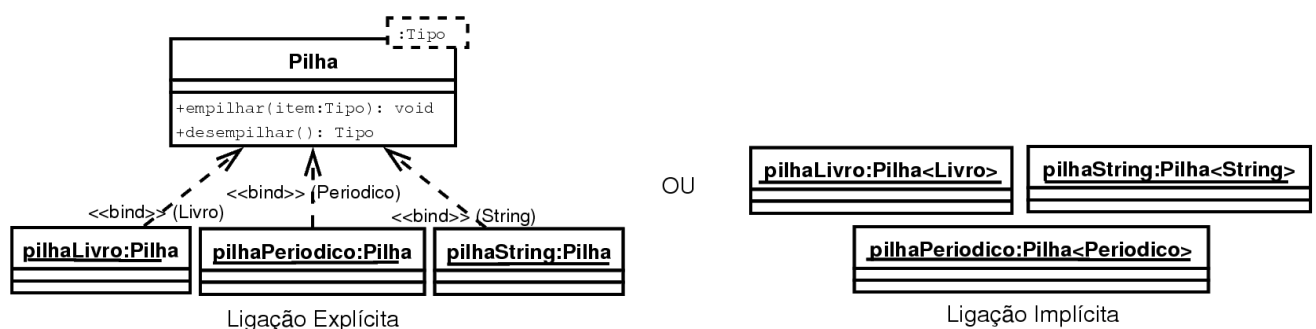 :Tipo
Pilha
+empilhar(item:Tipo): void
+desempilhar(): Tipo
<<bind>> (Livro)
<<bind>> (Periodico)
<<bind>> (String)
pilhaLivro:Pilha
pilhaPeriodico:Pilha
pilhaString:Pilha
Ligação Explícita
OU
pilhaLivro:Pilha<Livro>
pilhaString:Pilha<String>
pilhaPeriodico:Pilha<Periodico>
Ligação Implícita